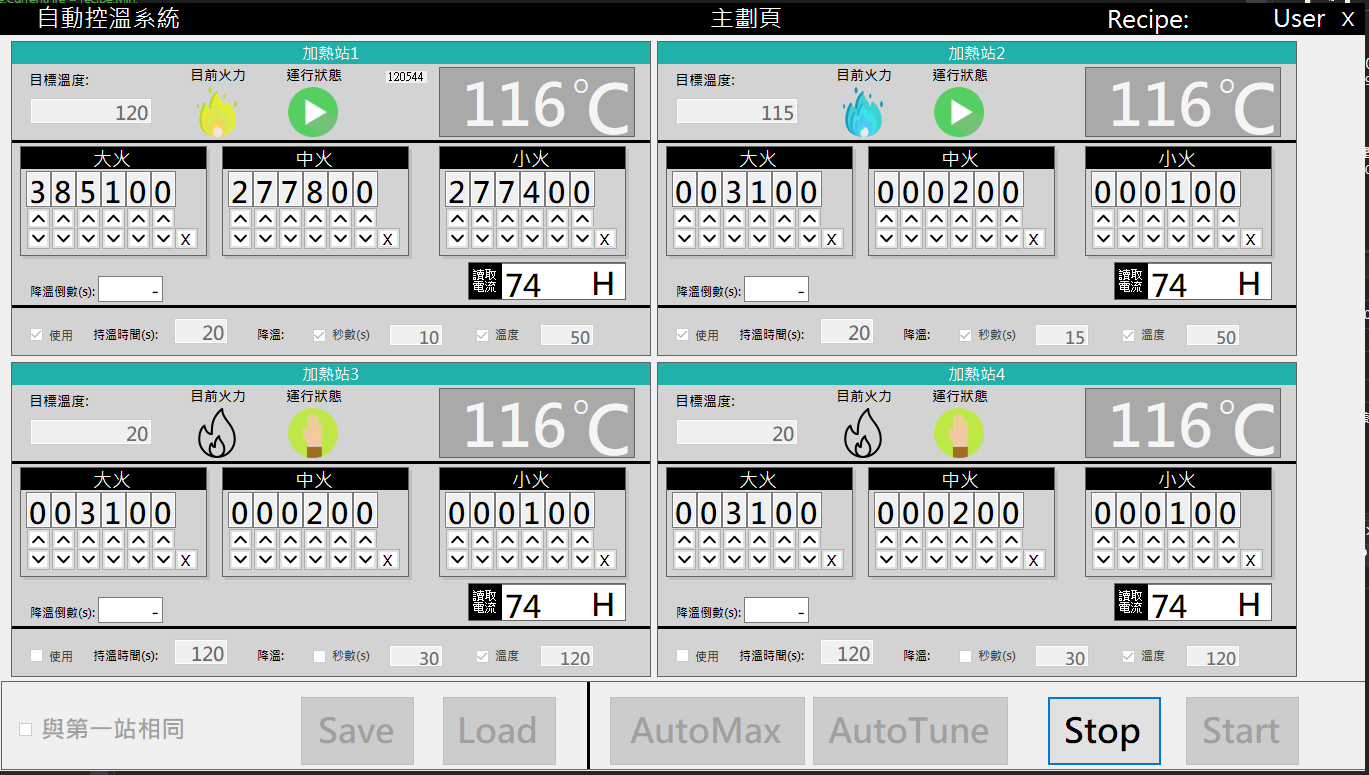 自動控溫系統 主劃頁 Recipe: User X
加熱站1
目標溫度: 目前火力 運行狀態 120544 116°C
120
大火 中火 小火
385100 277800 277400
X X X
降溫倒數(s): - 讀取電流 74 H
使用 持溫時間(s): 20 降溫: 秒數(s) 10 溫度 50
加熱站2
目標溫度: 目前火力 運行狀態 116°C
115
大火 中火 小火
003100 000200 000100
X X X
降溫倒數(s): - 讀取電流 74 H
使用 持溫時間(s): 20 降溫: 秒數(s) 15 溫度 50
加熱站3
目標溫度: 目前火力 運行狀態 116°C
20
大火 中火 小火
003100 000200 000100
X X X
降溫倒數(s): - 讀取電流 74 H
使用 持溫時間(s): 120 降溫: 秒數(s) 30 溫度 120
加熱站4
目標溫度: 目前火力 運行狀態 116°C
20
大火 中火 小火
003100 000200 000100
X X X
降溫倒數(s): - 讀取電流 74 H
使用 持溫時間(s): 120 降溫: 秒數(s) 30 溫度 120
與第一站相同 Save Load AutoMax AutoTune Stop Start